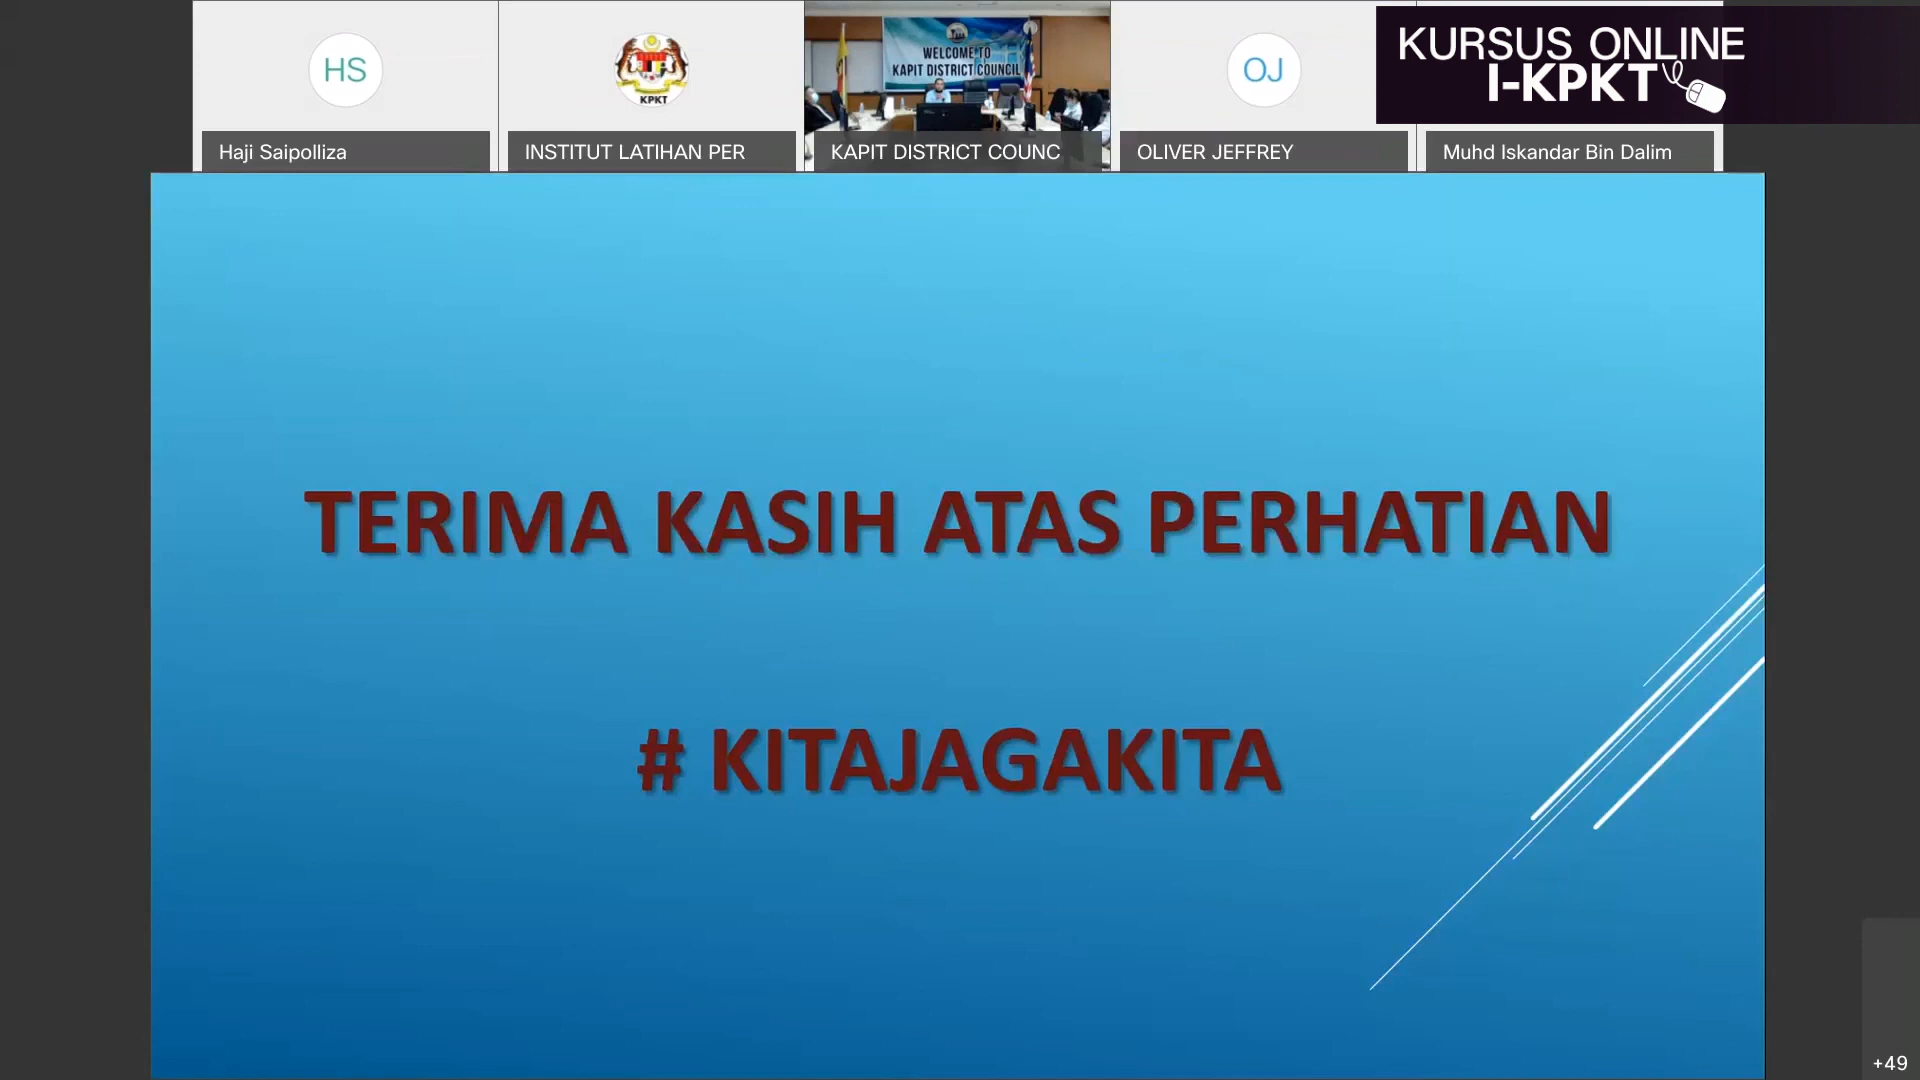 HS
KPKT
WELCOME TO
KAPIT DISTRICT COUNCIL
OJ
KURSUS ONLINE
I-KPKT
Haji Saipolliza
INSTITUT LATIHAN PER
KAPIT DISTRICT COUNC
OLIVER JEFFREY
Muhd Iskandar Bin Dalim
TERIMA KASIH ATAS PERHATIAN
# KITAJAGAKITA
+49